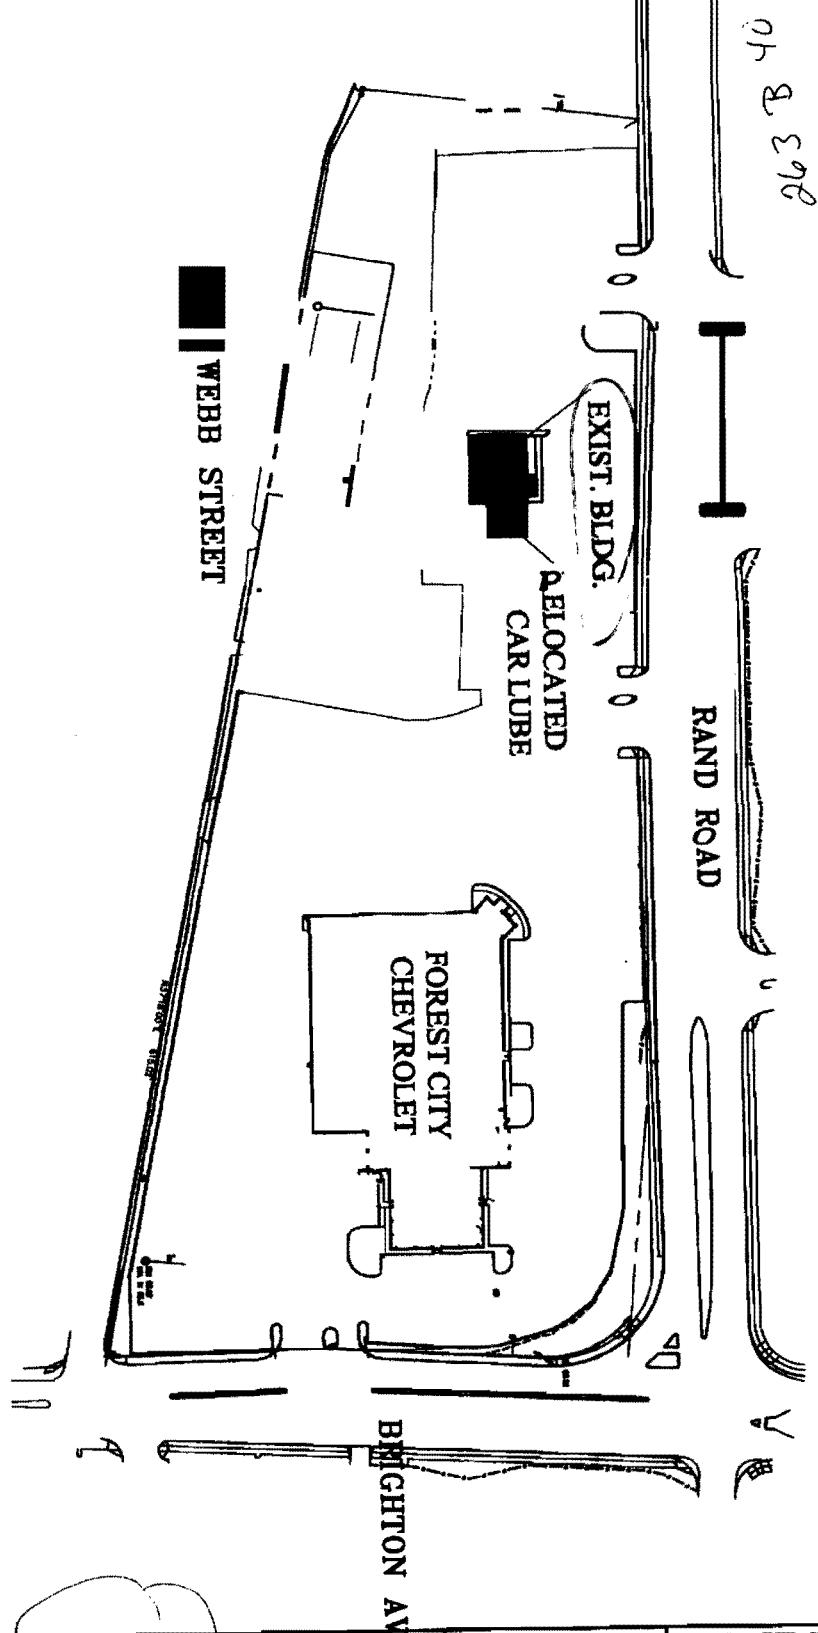 263 B 40
WEBB STREET
EXIST. BLDG.
RELOCATED
CAR LUBE
RAND ROAD
FOREST CITY
CHEVROLET
BRIGHTON AV